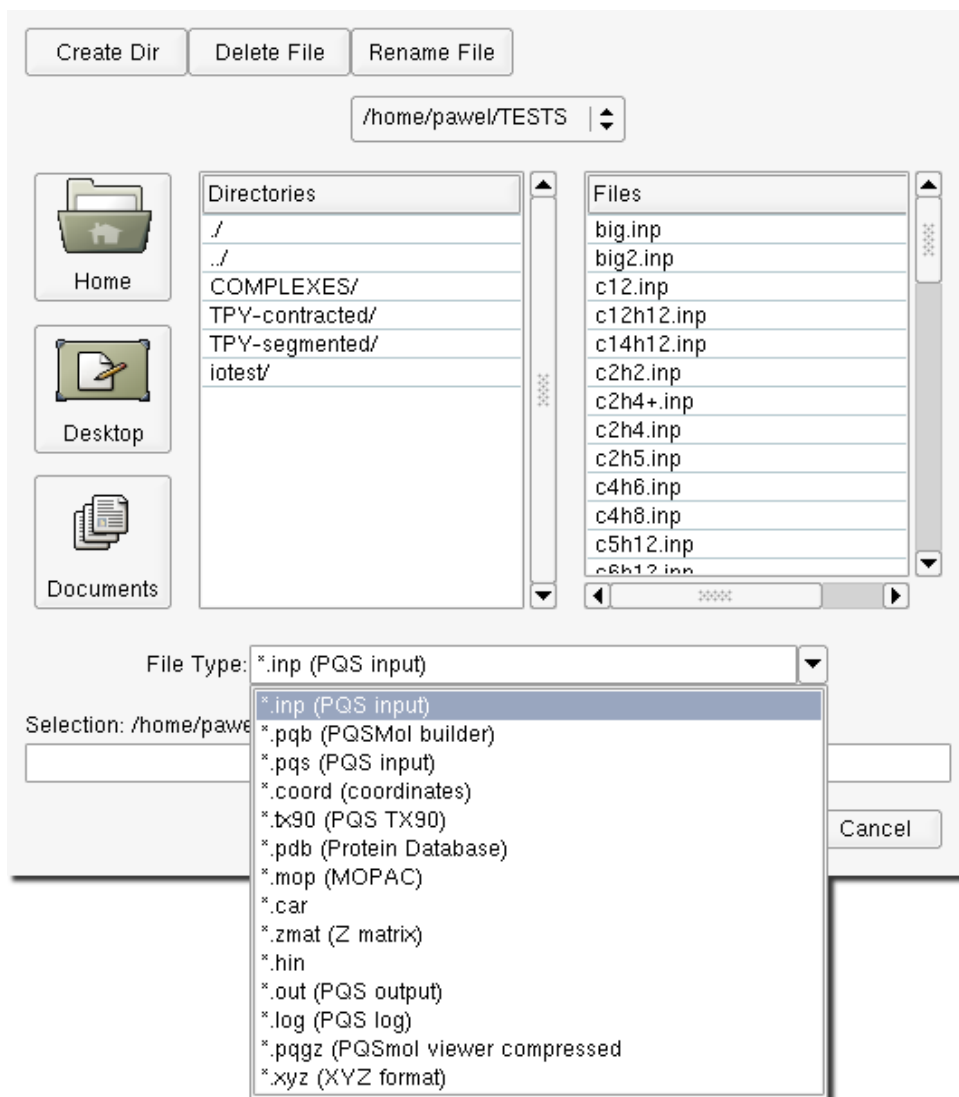 Create Dir Delete File Rename File
/home/pawel/TESTS
Home
Desktop
Documents
Directories
./
../
COMPLEXES/
TPY-contracted/
TPY-segmented/
iotest/
Files
big.inp
big2.inp
c12.inp
c12h12.inp
c14h12.inp
c2h2.inp
c2h4+.inp
c2h4.inp
c2h5.inp
c4h6.inp
c4h8.inp
c5h12.inp
c6h12.inp
File Type: *.inp (PQS input)
*.inp (PQS input)
*.pqb (PQSMol builder)
*.pqs (PQS input)
*.coord (coordinates)
*.tx90 (PQS TX90)
*.pdb (Protein Database)
*.mop (MOPAC)
*.car
*.zmat (Z matrix)
*.hin
*.out (PQS output)
*.log (PQS log)
*.pqgz (PQSmol viewer compressed
*.xyz (XYZ format)
Selection: /home/pawe
Cancel